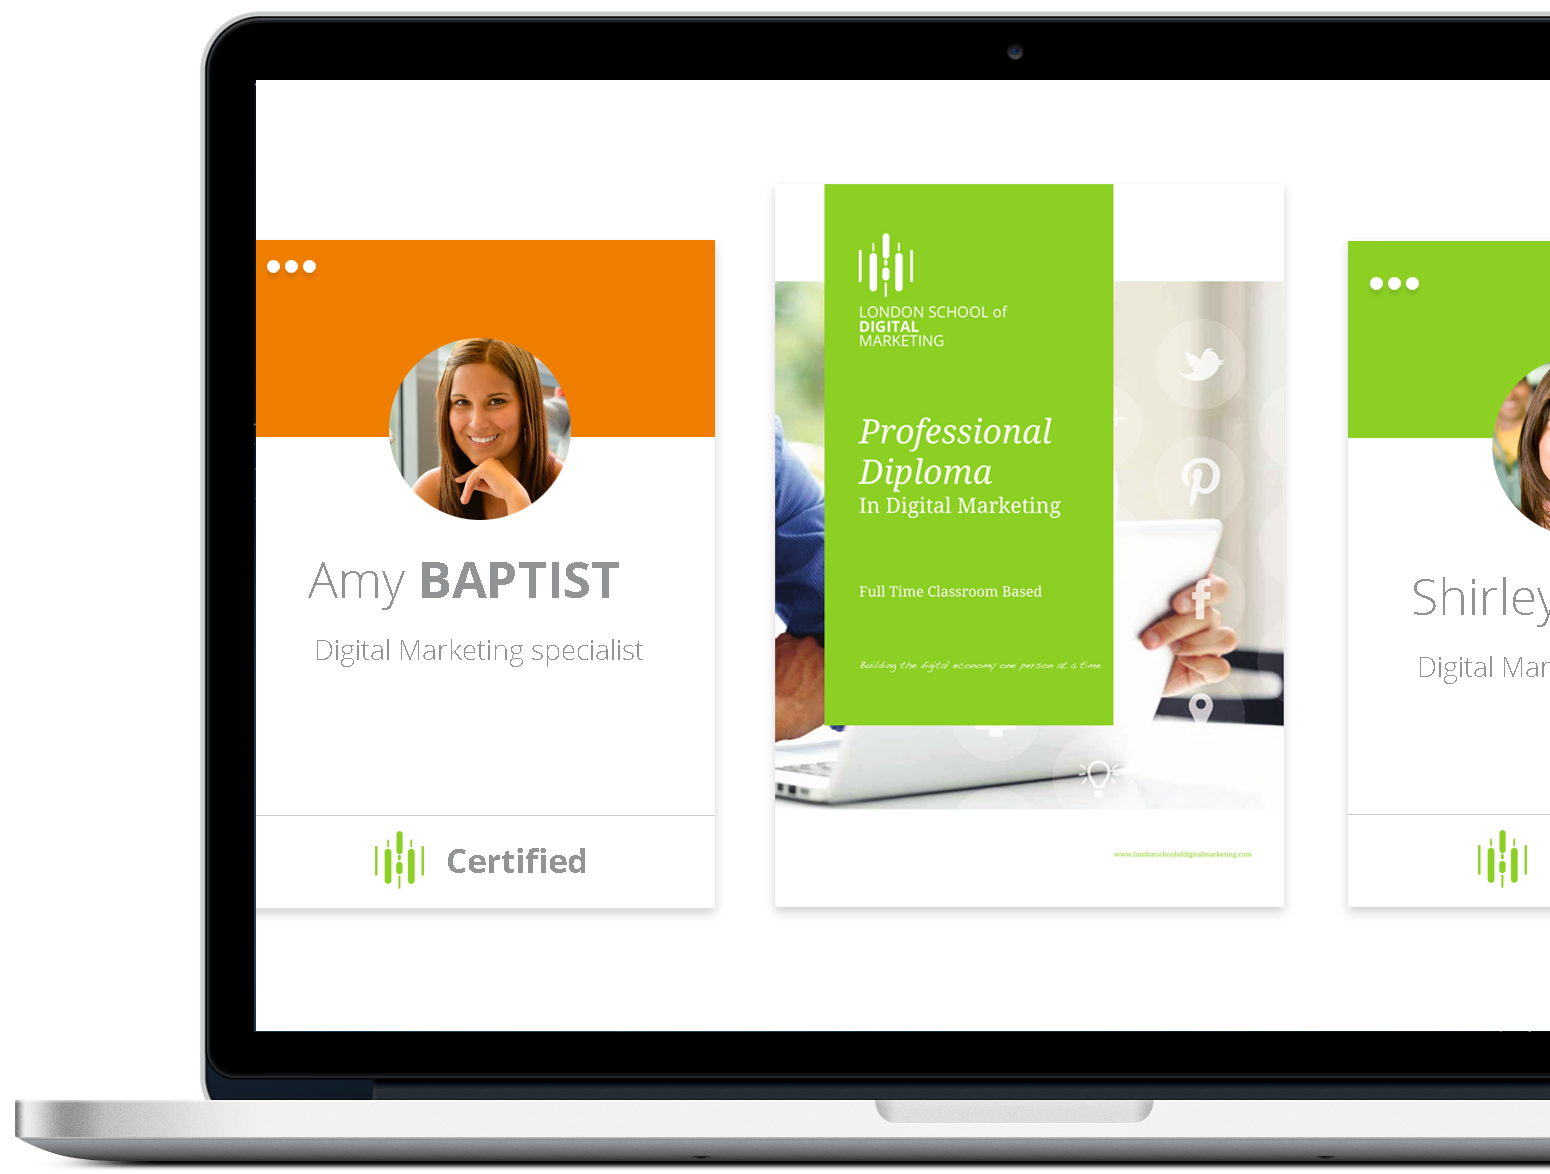 Amy BAPTIST
Digital Marketing specialist
Certified
LONDON SCHOOL of
DIGITAL
MARKETING
Professional
Diploma
In Digital Marketing
Full Time Classroom Based
Building the digital economy one person at a time
www.londonschoolofdigitalmarketing.com
Shirley
Digital Mar